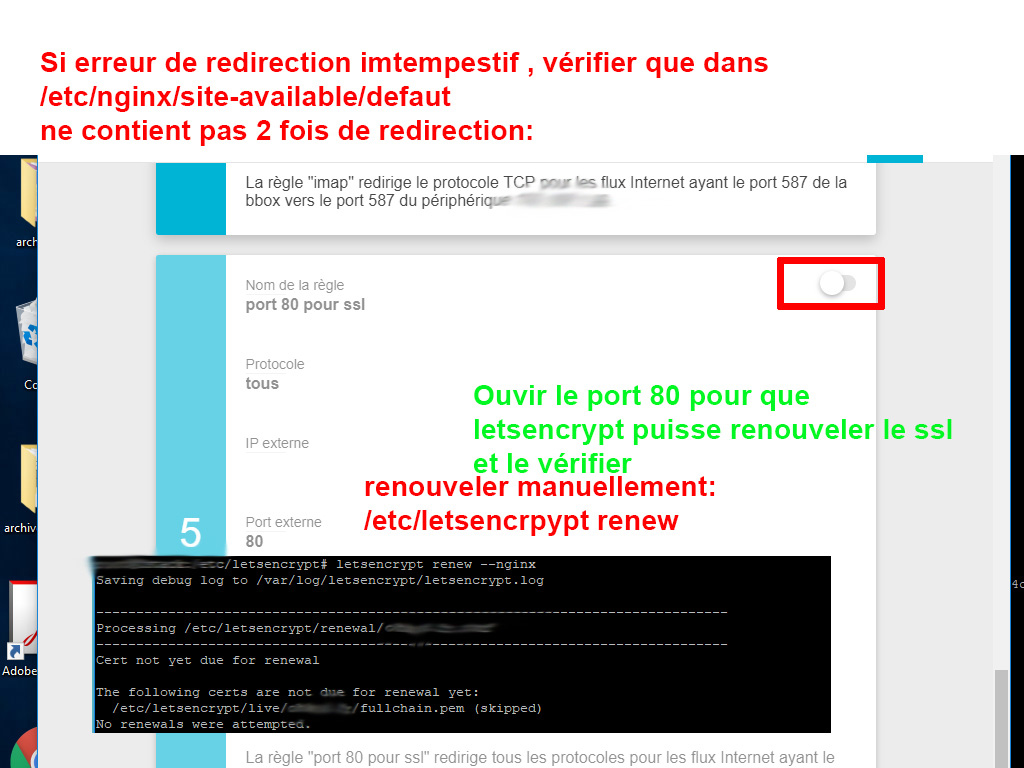 Si erreur de redirection imtempestif , vérifier que dans
/etc/nginx/site-available/defaut
ne contient pas 2 fois de redirection:
La règle "imap" redirige le protocole TCP pour les flux Internet ayant le port 587 de la
bbox vers le port 587 du périphérique
arch
Nom de la règle
port 80 pour ssl
Protocole
tous
Co
Ouvir le port 80 pour que
letsencrypt puisse renouveler le ssl
et le vérifier
IP externe
renouveler manuellement:
/etc/letsencrpypt renew
archive
Port externe
80
5
/etc/letsencrypt# letsencrypt renew --nginx
Saving debug log to /var/log/letsencrypt/letsencrypt.log
-------------------------------------------------------------------------------
Processing /etc/letsencrypt/renewal/
-------------------------------------------------------------------------------
Cert not yet due for renewal
The following certs are not due for renewal yet:
/etc/letsencrypt/live/ /fullchain.pem (skipped)
No renewals were attempted.
Adobe
La règle "port 80 pour ssl" redirige tous les protocoles pour les flux Internet ayant le